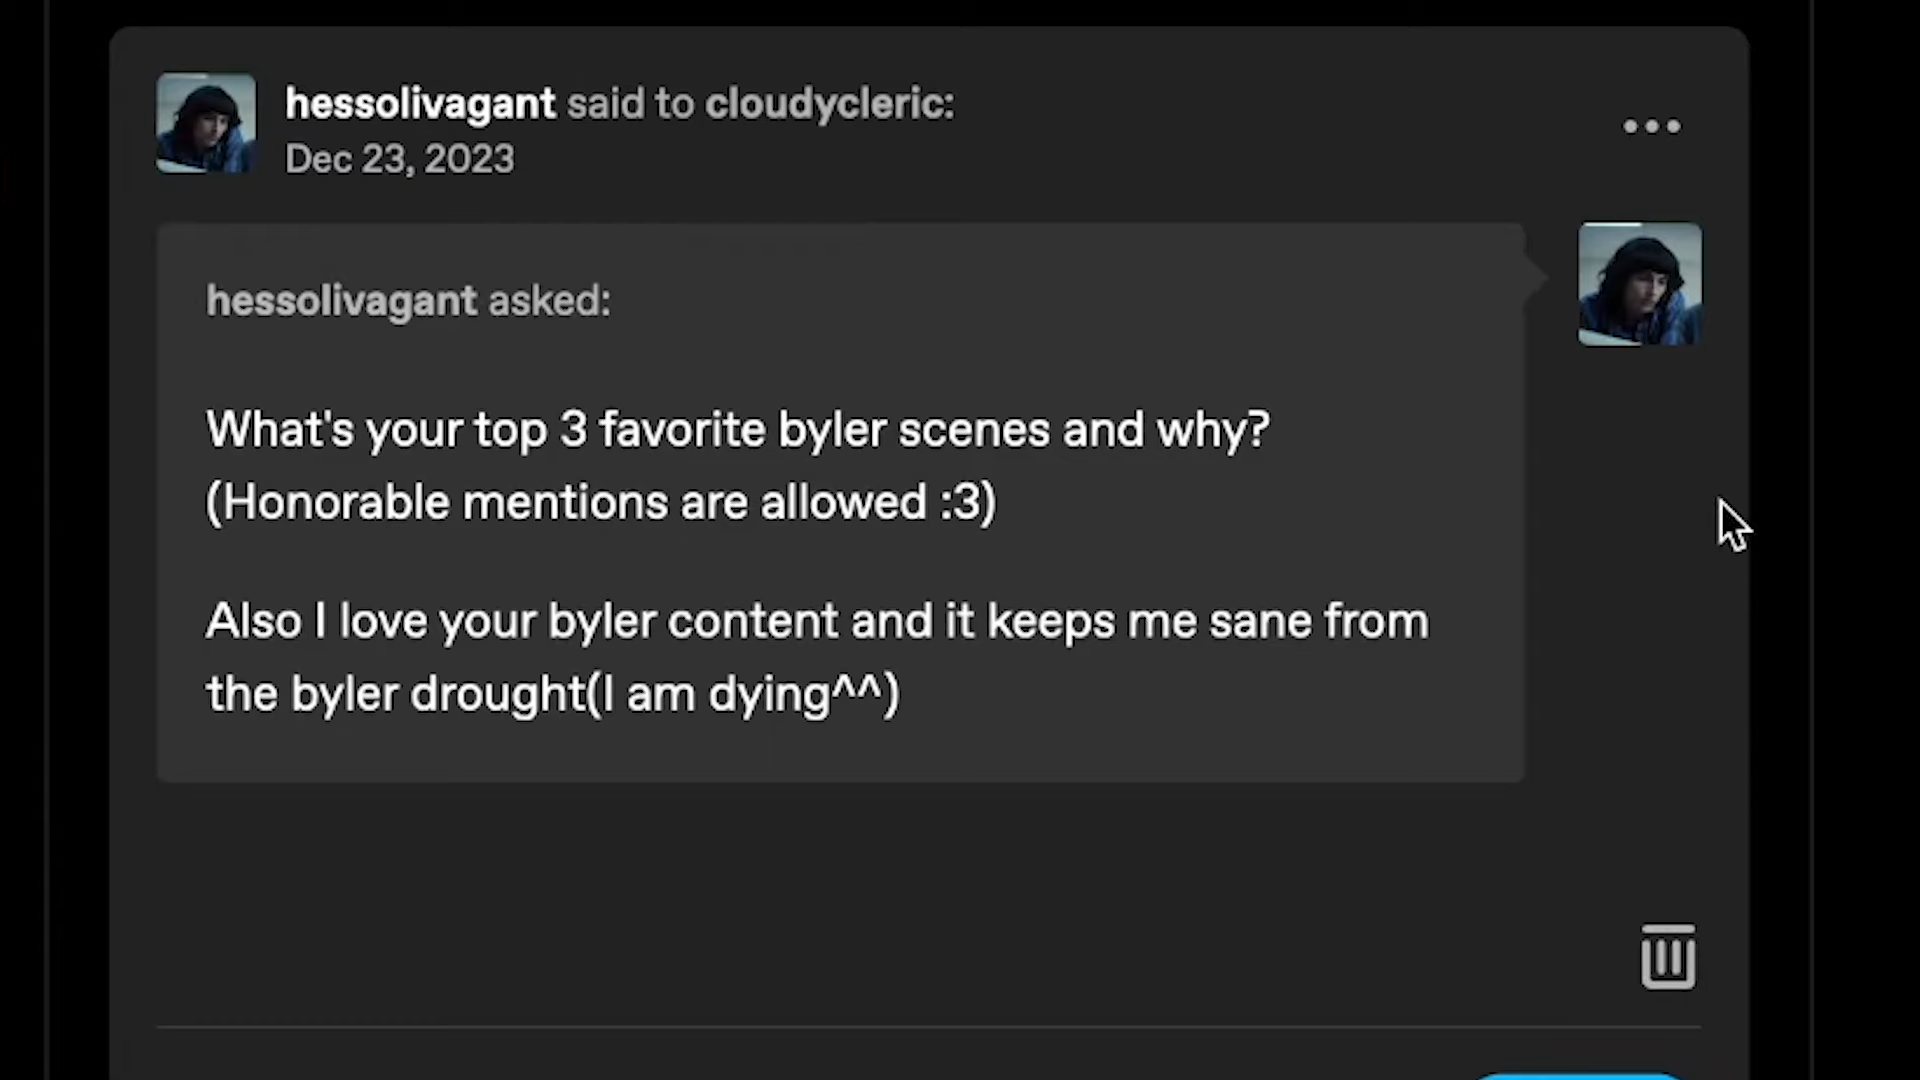 hessolivagant said to cloudycleric:
Dec 23, 2023
hessolivagant asked:
What's your top 3 favorite byler scenes and why?
(Honorable mentions are allowed :3)
Also I love your byler content and it keeps me sane from
the byler drought(I am dying^^)